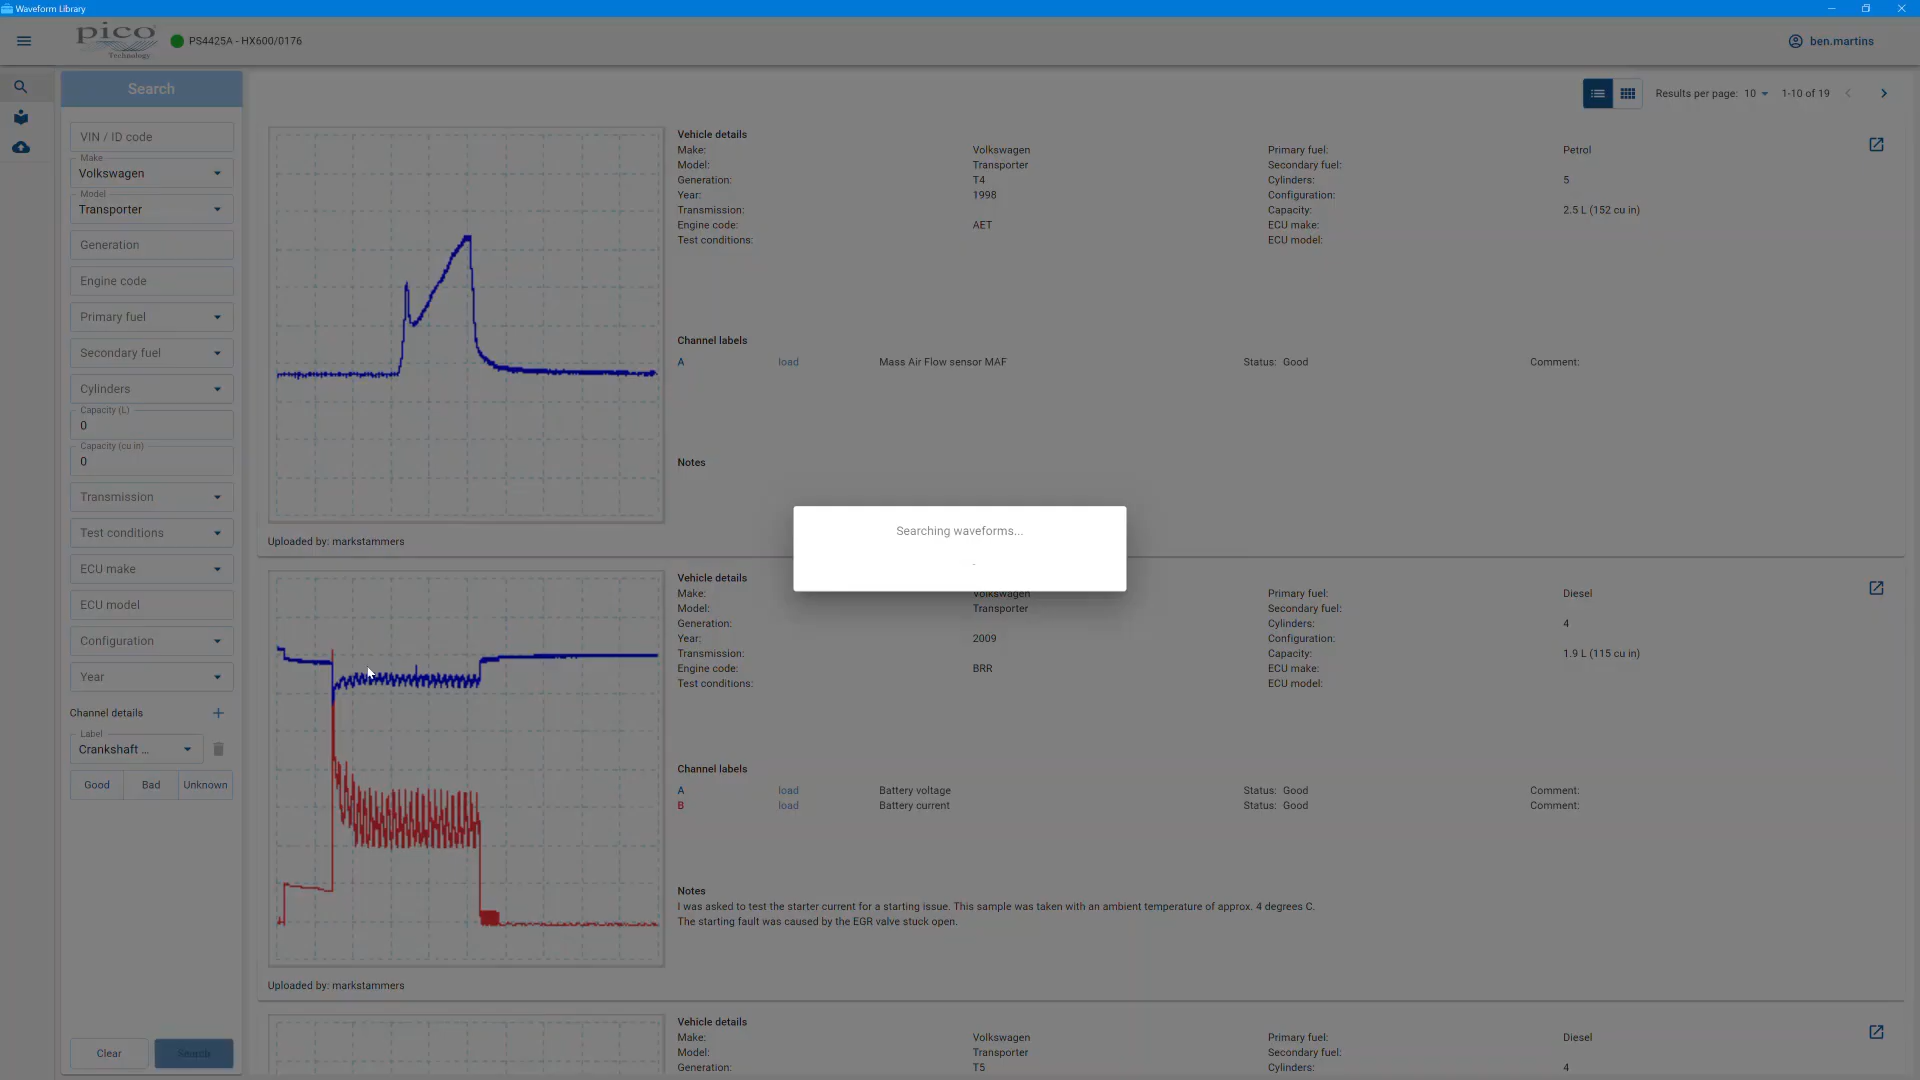 Waveform Library
pico
Technology
PS4425A - HX600/0176
ben.martins
Search
VIN / ID code
Make
Volkswagen
Model
Transporter
Generation
Engine code
Primary fuel
Secondary fuel
Cylinders
Capacity (L)
0
Capacity (cu in)
0
Transmission
Test conditions
ECU make
ECU model
Configuration
Year
Channel details
Label
Crankshaft ...
Good Bad Unknown
Clear Search
Results per page: 10 1-10 of 19
Vehicle details
Make: Volkswagen Primary fuel: Petrol
Model: Transporter Secondary fuel:
Generation: T4 Cylinders: 5
Year: 1998 Configuration:
Transmission: Capacity: 2.5 L (152 cu in)
Engine code: AET ECU make:
Test conditions: ECU model:
Channel labels
A load Mass Air Flow sensor MAF Status: Good Comment:
Notes
Uploaded by: markstammers
Searching waveforms...
Vehicle details
Make: Volkswagen Primary fuel: Diesel
Model: Transporter Secondary fuel:
Generation: Cylinders: 4
Year: 2009 Configuration:
Transmission: Capacity: 1.9 L (115 cu in)
Engine code: BRR ECU make:
Test conditions: ECU model:
Channel labels
A load Battery voltage Status: Good Comment:
B load Battery current Status: Good Comment:
Notes
I was asked to test the starter current for a starting issue. This sample was taken with an ambient temperature of approx. 4 degrees C.
The starting fault was caused by the EGR valve stuck open.
Uploaded by: markstammers
Vehicle details
Make: Volkswagen Primary fuel: Diesel
Model: Transporter Secondary fuel:
Generation: T5 Cylinders: 4